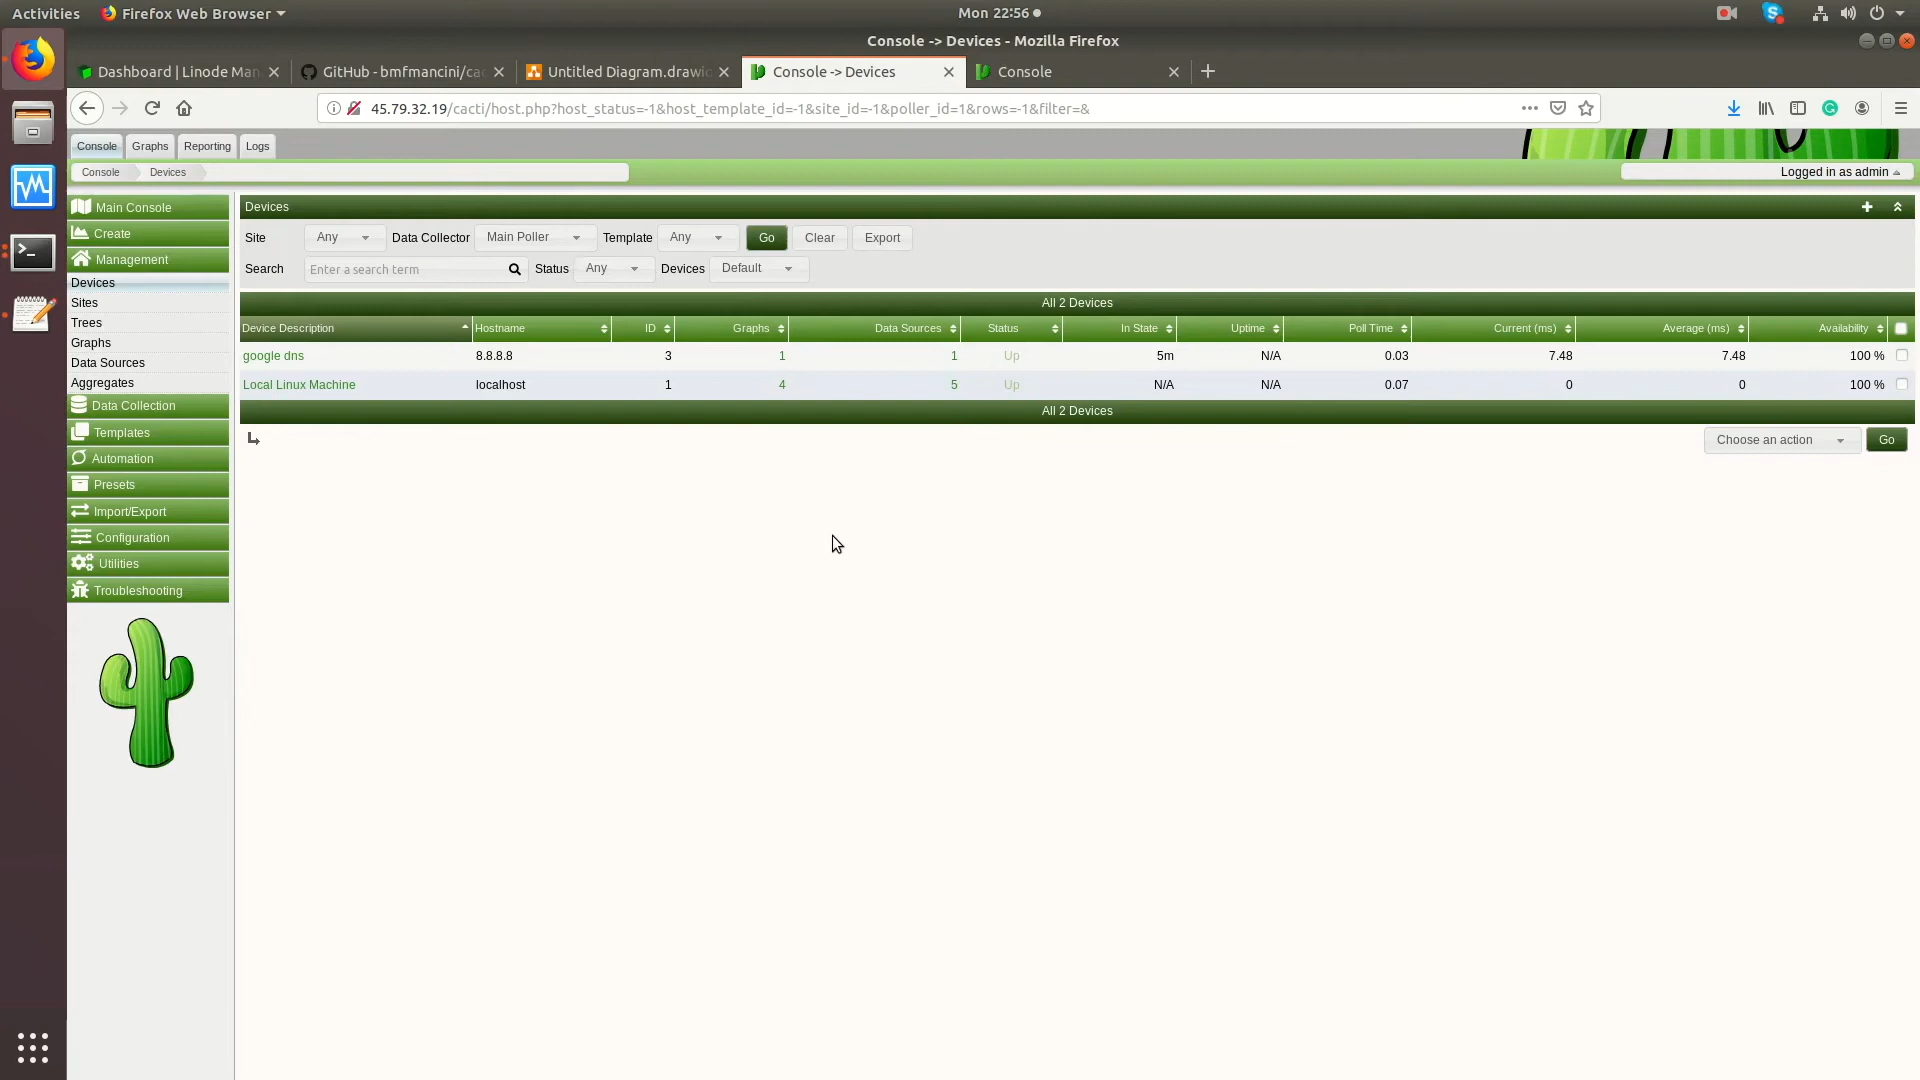 Activities Firefox Web Browser Mon 22:56
Console -> Devices - Mozilla Firefox
Dashboard | Linode Man GitHub - bmfmancini/cac Untitled Diagram.drawio Console -> Devices Console
45.79.32.19/cacti/host.php?host_status=-1&host_template_id=-1&site_id=-1&poller_id=1&rows=-1&filter=&
Console Graphs Reporting Logs
Console Devices Logged in as admin
Main Console
Create
Management
Devices
Sites
Trees
Graphs
Data Sources
Aggregates
Data Collection
Templates
Automation
Presets
Import/Export
Configuration
Utilities
Troubleshooting
Devices
Site Any Data Collector Main Poller Template Any Go Clear Export
Search Enter a search term Status Any Devices Default
All 2 Devices
Device Description Hostname ID Graphs Data Sources Status In State Uptime Poll Time Current (ms) Average (ms) Availability
google dns 8.8.8.8 3 1 1 Up 5m N/A 0.03 7.48 7.48 100 %
Local Linux Machine localhost 1 4 5 Up N/A N/A 0.07 0 0 100 %
All 2 Devices
Choose an action Go